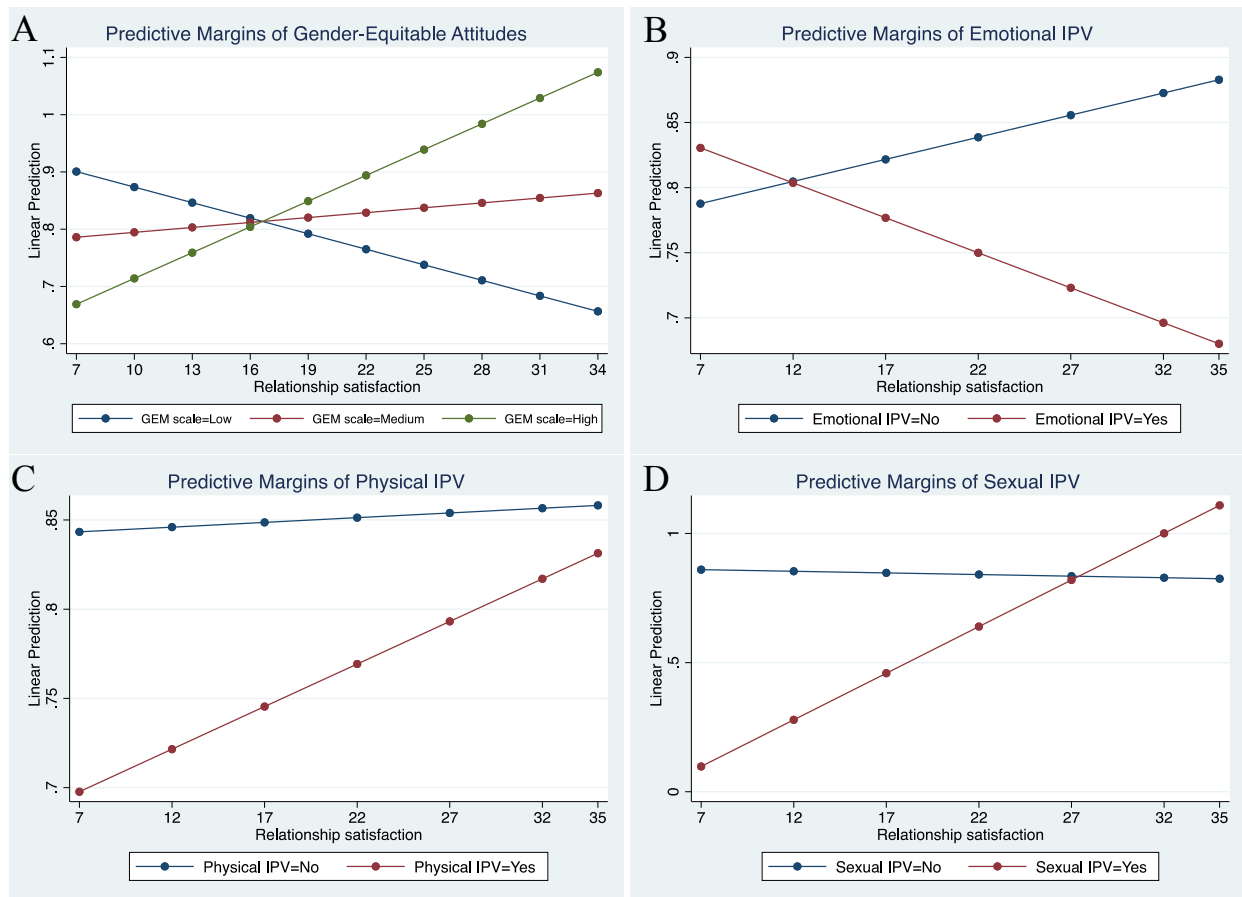 A
Predictive Margins of Gender-Equitable Attitudes
Linear Prediction
1.1
1
.9
.8
.7
.6
7 10 13 16 19 22 25 28 31 34
Relationship satisfaction
GEM scale=Low GEM scale=Medium GEM scale=High
B
Predictive Margins of Emotional IPV
Linear Prediction
.9
.85
.8
.75
.7
7 12 17 22 27 32 35
Relationship satisfaction
Emotional IPV=No Emotional IPV=Yes
C
Predictive Margins of Physical IPV
Linear Prediction
.85
.8
.75
.7
7 12 17 22 27 32 35
Relationship satisfaction
Physical IPV=No Physical IPV=Yes
D
Predictive Margins of Sexual IPV
Linear Prediction
1
.5
0
7 12 17 22 27 32 35
Relationship satisfaction
Sexual IPV=No Sexual IPV=Yes